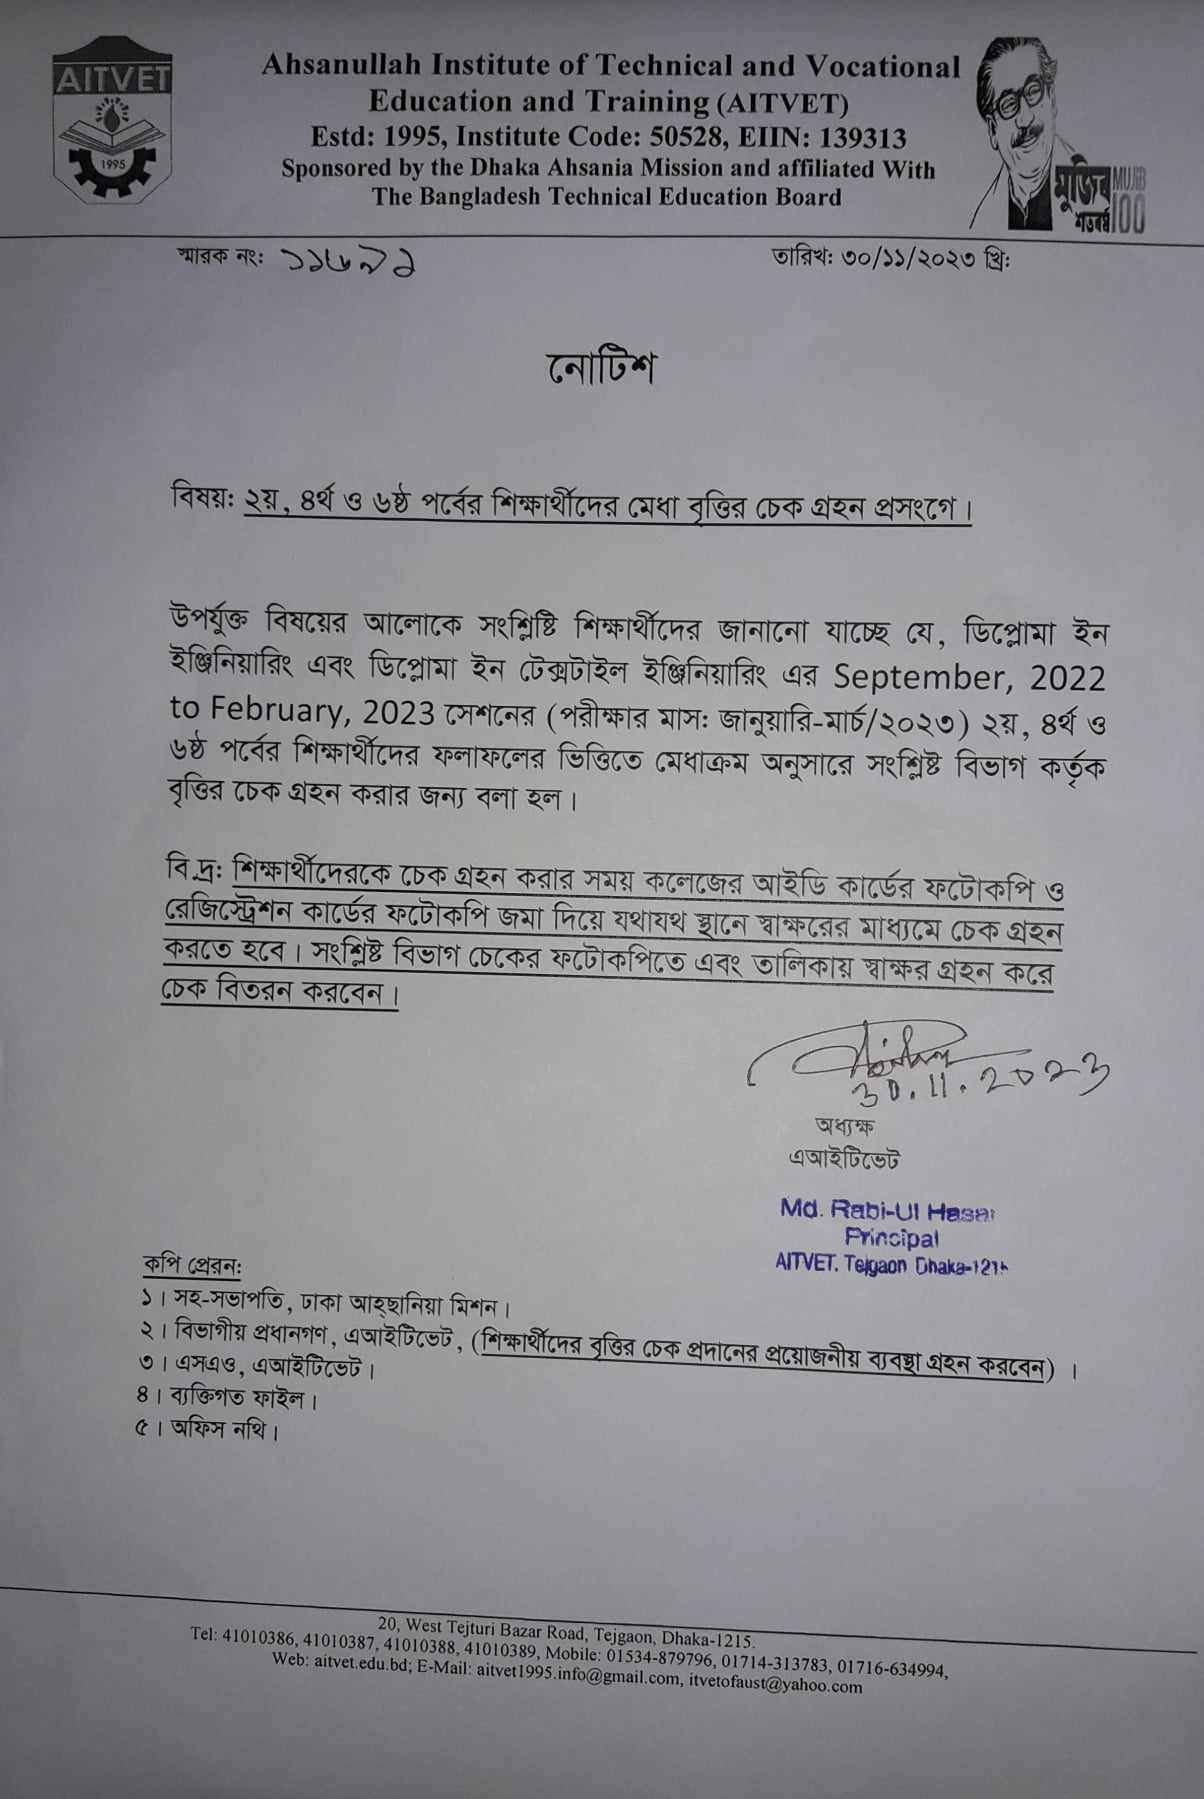 AITVET
1995
Ahsanullah Institute of Technical and Vocational
Education and Training (AITVET)
Estd: 1995, Institute Code: 50528, EIIN: 139313
Sponsored by the Dhaka Ahsania Mission and affiliated With
The Bangladesh Technical Education Board
মুজিব MUJIB
শতবর্ষ 100
স্মারক নং:
তারিখ: ৩০/১১/২০২৩ খ্রি:
নোটিশ
বিষয়: ২য়, ৪র্থ ও ৬ষ্ঠ পর্বের শিক্ষার্থীদের মেধা বৃত্তির চেক গ্রহন প্রসংগে।
উপর্যুক্ত বিষয়ের আলোকে সংশ্লিষ্টি শিক্ষার্থীদের জানানো যাচ্ছে যে, ডিপ্লোমা ইন
ইঞ্জিনিয়ারিং এবং ডিপ্লোমা ইন টেক্সটাইল ইঞ্জিনিয়ারিং এর September, 2022
to February, 2023 সেশনের (পরীক্ষার মাস: জানুয়ারি-মার্চ/২০২৩) ২য়, ৪র্থ ও
৬ষ্ঠ পর্বের শিক্ষার্থীদের ফলাফলের ভিত্তিতে মেধাক্রম অনুসারে সংশ্লিষ্ট বিভাগ কর্তৃক
বৃত্তির চেক গ্রহন করার জন্য বলা হল।
বি.দ্র: শিক্ষার্থীদেরকে চেক গ্রহন করার সময় কলেজের আইডি কার্ডের ফটোকপি ও
রেজিস্ট্রেশন কার্ডের ফটোকপি জমা দিয়ে যথাযথ স্থানে স্বাক্ষরের মাধ্যমে চেক গ্রহন
করতে হবে। সংশ্লিষ্ট বিভাগ চেকের ফটোকপিতে এবং তালিকায় স্বাক্ষর গ্রহন করে
চেক বিতরন করবেন।
30.11.2023
অধ্যক্ষ
এআইটিভেট
Md. Rabi-Ul Hasan
Principal
AITVET. Tejgaon Dhaka-1215
কপি প্রেরন:
১। সহ-সভাপতি, ঢাকা আহ্ছানিয়া মিশন।
২। বিভাগীয় প্রধানগণ, এআইটিভেট, (শিক্ষার্থীদের বৃত্তির চেক প্রদানের প্রয়োজনীয় ব্যবস্থা গ্রহন করবেন)।
৩। এসএও, এআইটিভেট।
৪। ব্যক্তিগত ফাইল।
৫। অফিস নথি।
20, West Tejturi Bazar Road, Tejgaon, Dhaka-1215.
Tel: 41010386, 41010387, 41010388, 41010389, Mobile: 01534-879796, 01714-313783, 01716-634994,
Web: aitvet.edu.bd; E-Mail: aitvet1995.info@gmail.com, itvetofaust@yahoo.com